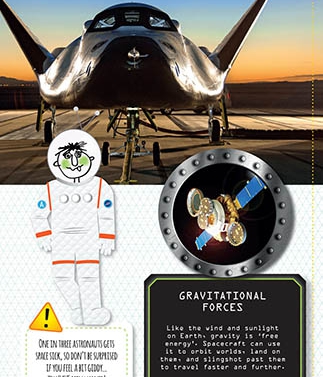 GRAVITATIONAL
FORCES
Like the wind and sunlight
on Earth, gravity is 'free
energy'. Spacecraft can use
it to orbit worlds, land on
them, and slingshot past them
to travel faster and further.
ONE IN THREE ASTRONAUTS GETS
SPACE SICK, SO DON'T BE SURPRISED
IF YOU FEEL A BIT GIDDY...